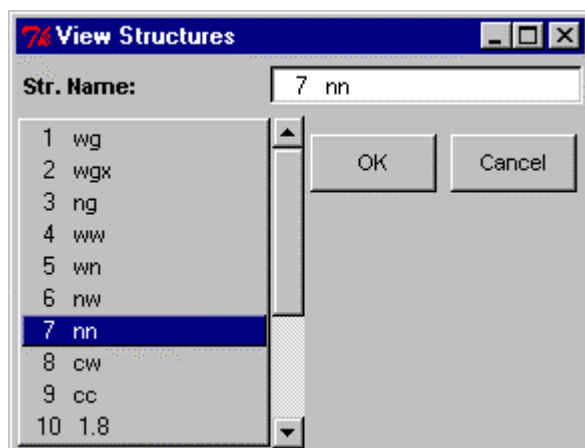 View Structures
Str. Name:
7 nn
1 wg
2 wgx
3 ng
4 ww
5 wn
6 nw
7 nn
8 cw
9 cc
10 1.8
OK
Cancel